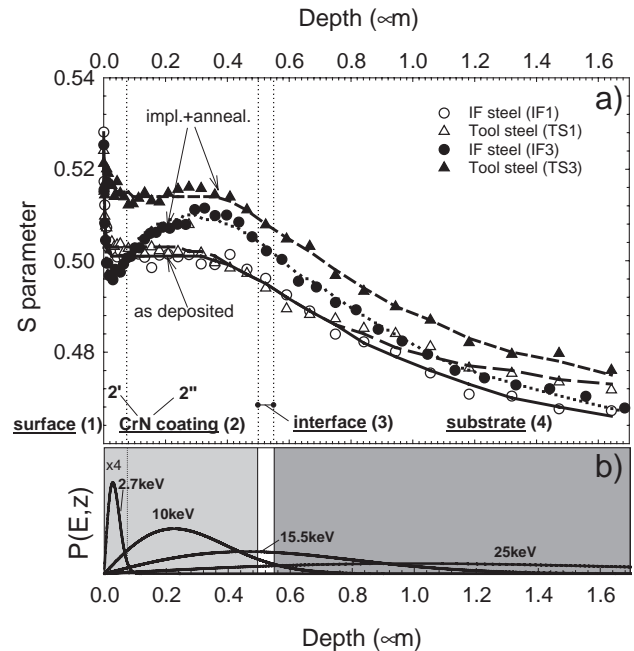 Depth (∝m)
0.0 0.2 0.4 0.6 0.8 1.0 1.2 1.4 1.6
0.54
a)
impl.+anneal.
IF steel (IF1)
Tool steel (TS1)
IF steel (IF3)
Tool steel (TS3)
0.52
S parameter
0.50
as deposited
0.48
2' 2"
surface (1) CrN coating (2) interface (3) substrate (4)
b)
x4
2.7keV
10keV
15.5keV
25keV
P(E,z)
0.0 0.2 0.4 0.6 0.8 1.0 1.2 1.4 1.6
Depth (∝m)